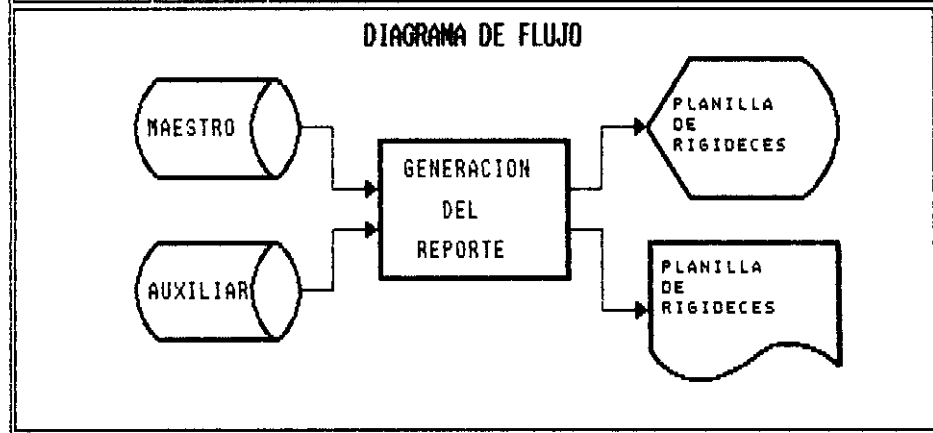 DIAGRAMA DE FLUJO
MAESTRO
GENERACION
DEL
REPORTE
AUXILIAR
PLANILLA
DE
RIGIDECES
PLANILLA
DE
RIGIDECES